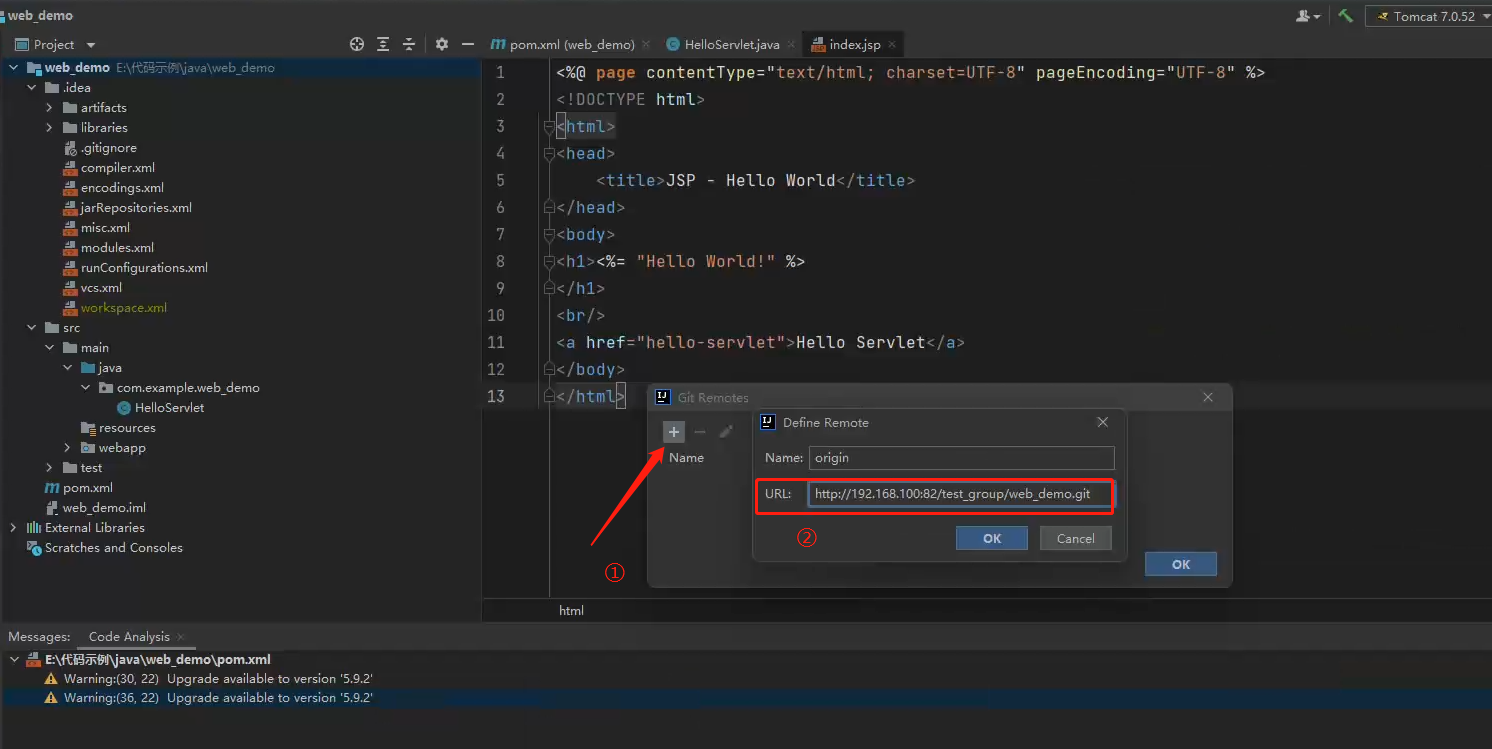 web_demo
Tomcat 7.0.52
Project
pom.xml (web_demo)
HelloServlet.java
index.jsp
web_demo E:\代码示例\java\web_demo
.idea
artifacts
libraries
.gitignore
compiler.xml
encodings.xml
jarRepositories.xml
misc.xml
modules.xml
runConfigurations.xml
vcs.xml
workspace.xml
src
main
java
com.example.web_demo
HelloServlet
resources
webapp
test
pom.xml
web_demo.iml
External Libraries
Scratches and Consoles
1 <%@ page contentType="text/html; charset=UTF-8" pageEncoding="UTF-8" %>
2 <!DOCTYPE html>
3 <html>
4 <head>
5 <title>JSP - Hello World</title>
6 </head>
7 <body>
8 <h1><%= "Hello World!" %>
9 </h1>
10 <br/>
11 <a href="hello-servlet">Hello Servlet</a>
12 </body>
13 </html>
Git Remotes
Name
Define Remote
Name: origin
URL: http://192.168.100:82/test_group/web_demo.git
OK Cancel
①
②
OK
html
Messages: Code Analysis
E:\代码示例\java\web_demo\pom.xml
Warning:(30, 22) Upgrade available to version '5.9.2'
Warning:(36, 22) Upgrade available to version '5.9.2'